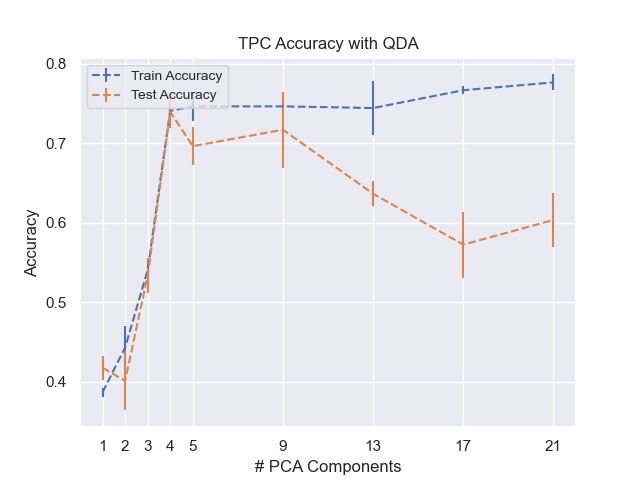 TPC Accuracy with QDA
Train Accuracy
Test Accuracy
0.8
0.7
0.6
0.5
0.4
Accuracy
1 2 3 4 5 9 13 17 21
# PCA Components